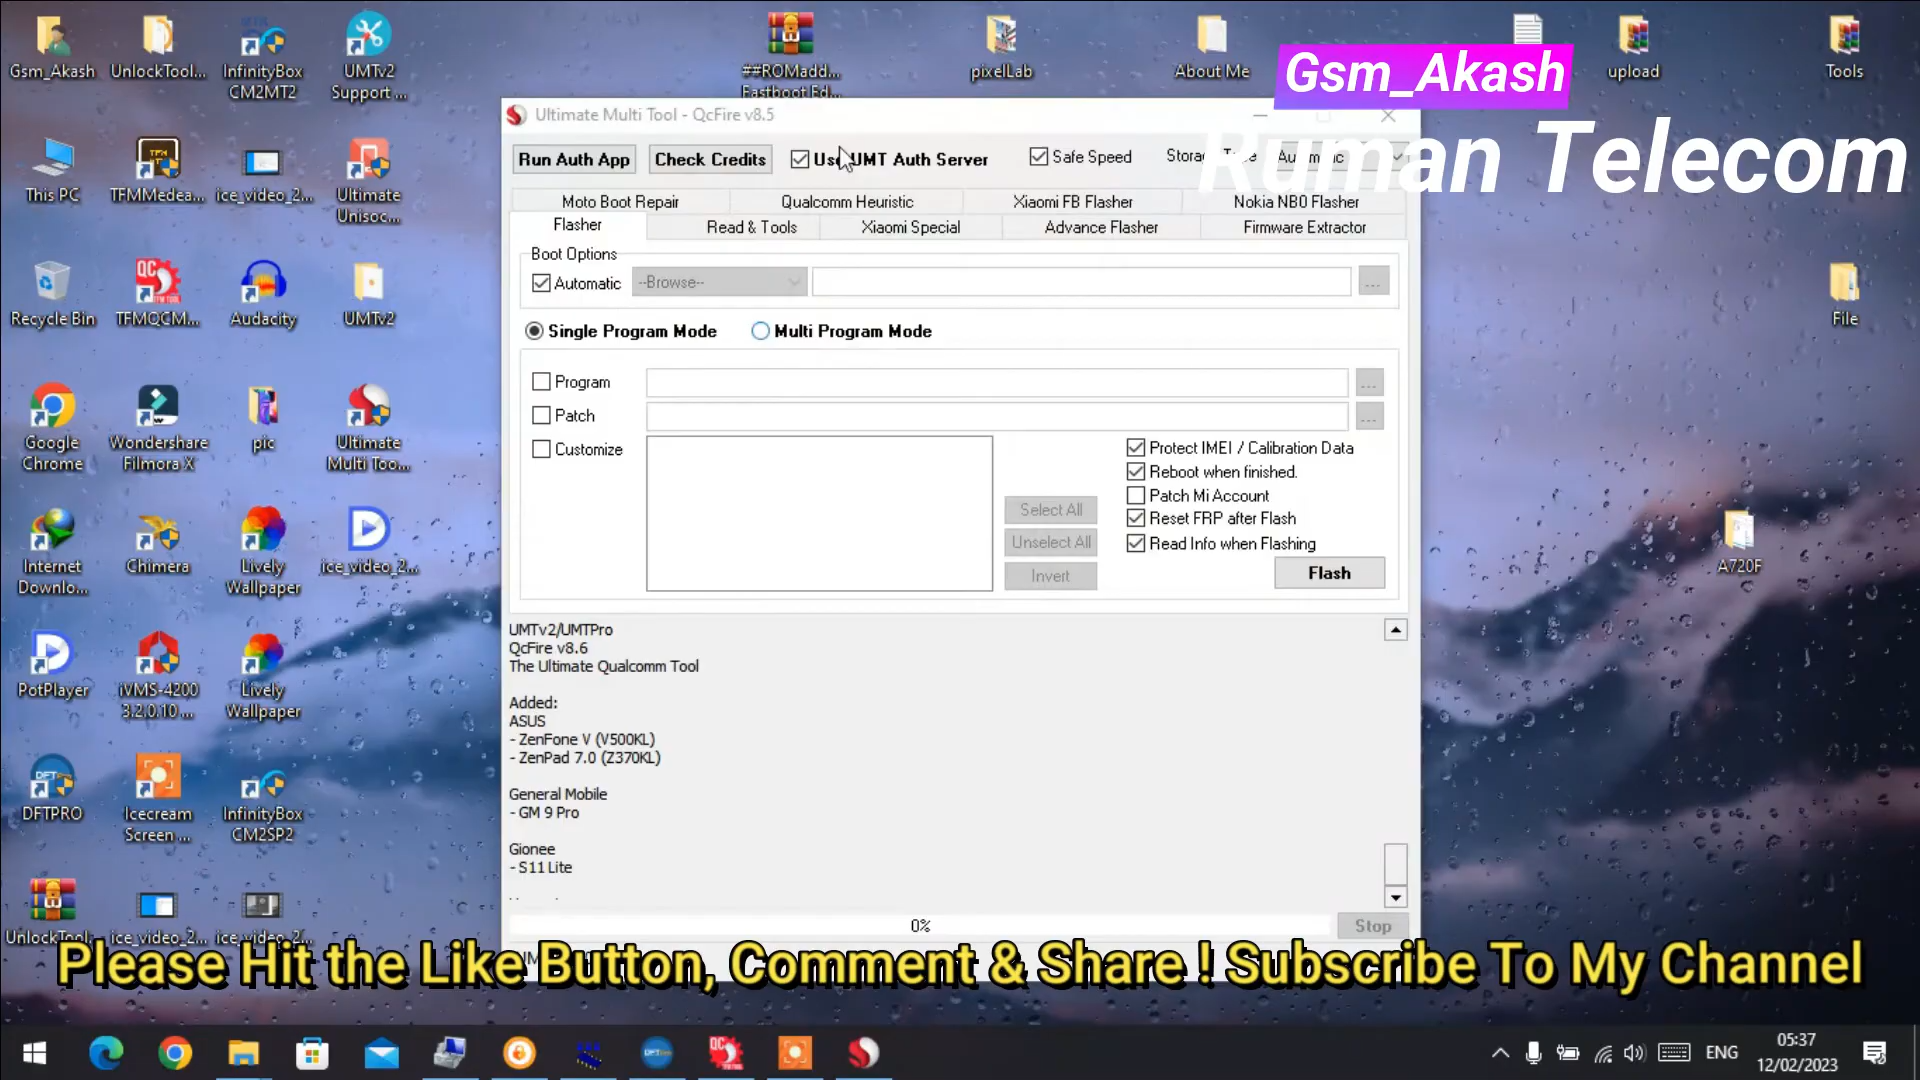 Gsm_Akash
UnlockTool...
InfinityBox
CM2MT2
UMTv2
Support ...
##ROMadd...
Fastboot Ed...
pixelLab
About Me
upload
Tools
Gsm_Akash
Ruman Telecom
Ultimate Multi Tool - QcFire v8.5
Run Auth App
Check Credits
Use UMT Auth Server
Safe Speed
Automatic
Moto Boot Repair
Qualcomm Heuristic
Xiaomi FB Flasher
Nokia NB0 Flasher
Flasher
Read & Tools
Xiaomi Special
Advance Flasher
Firmware Extractor
Boot Options
Automatic
--Browse--
...
Single Program Mode
Multi Program Mode
Program
...
Patch
...
Customize
Select All
Unselect All
Invert
Protect IMEI / Calibration Data
Reboot when finished.
Patch Mi Account
Reset FRP after Flash
Read Info when Flashing
Flash
UMTv2/UMTPro
QcFire v8.6
The Ultimate Qualcomm Tool
Added:
ASUS
- ZenFone V (V500KL)
- ZenPad 7.0 (Z370KL)
General Mobile
- GM 9 Pro
Gionee
- S11 Lite
0%
Stop
This PC
TFMMedea...
ice_video_2...
Ultimate
Unisoc...
Recycle Bin
TFMQCM...
Audacity
UMTv2
File
Google
Chrome
Wondershare
Filmora X
pic
Ultimate
Multi Too...
Internet
Downlo...
Chimera
Lively
Wallpaper
ice_video_2...
A720F
PotPlayer
iVMS-4200
3.2.0.10 ...
Lively
Wallpaper
DFTPRO
Icecream
Screen ...
InfinityBox
CM2SP2
UnlockTool...
ice_video_2...
ice_video_2...
Please Hit the Like Button, Comment & Share ! Subscribe To My Channel
ENG
05:37
12/02/2023